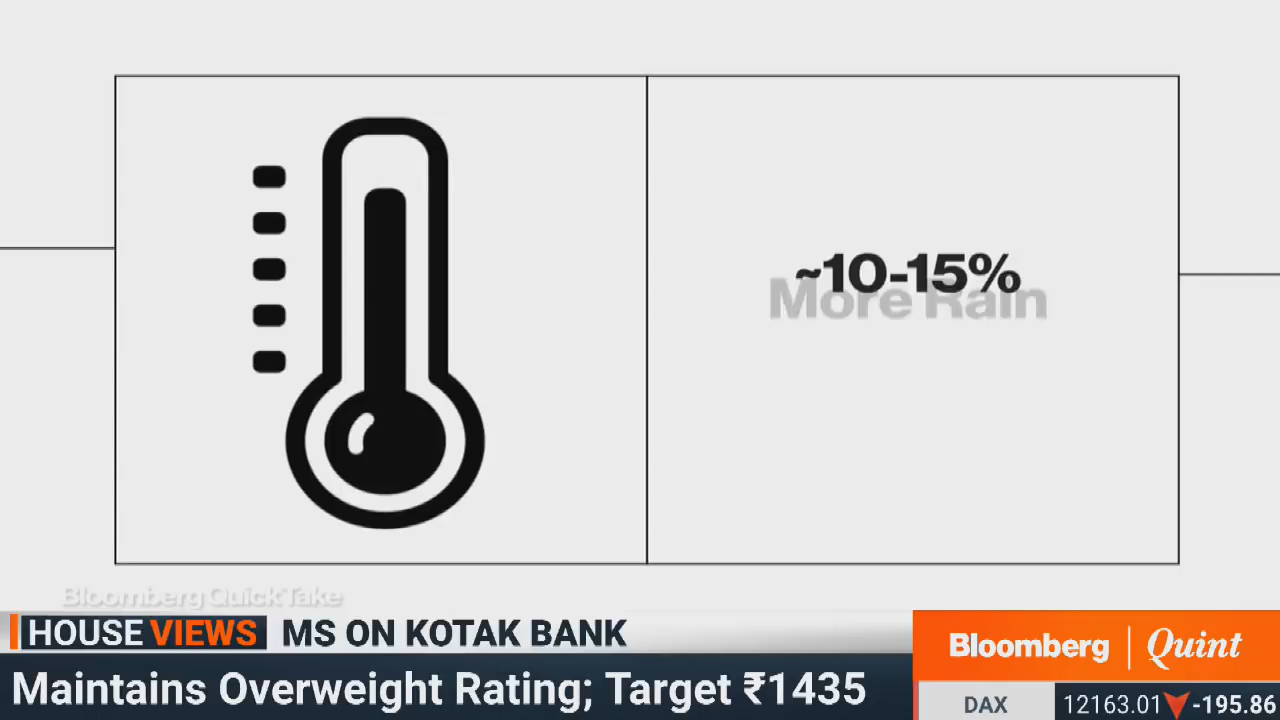 ~10-15%
More Rain
Bloomberg QuickTake
HOUSE VIEWS MS ON KOTAK BANK
Maintains Overweight Rating; Target ₹1435
Bloomberg | Quint
DAX 12163.01 -195.86